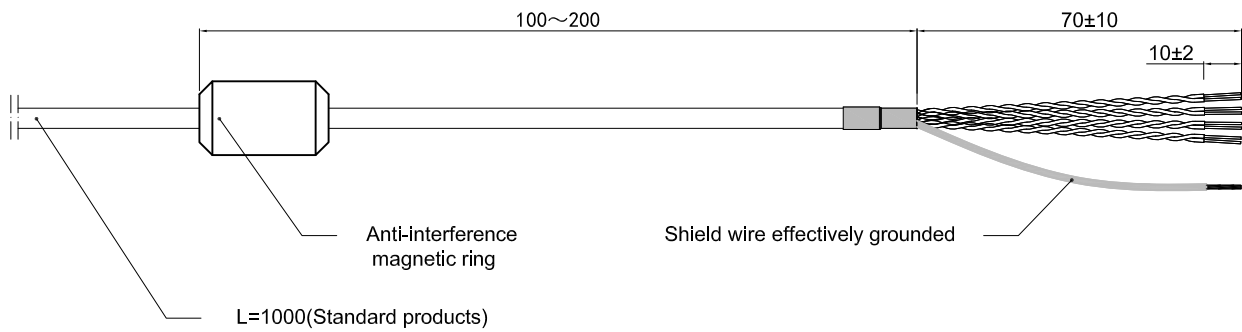 100～200
70±10
10±2
Anti-interference
magnetic ring
Shield wire effectively grounded
L=1000(Standard products)